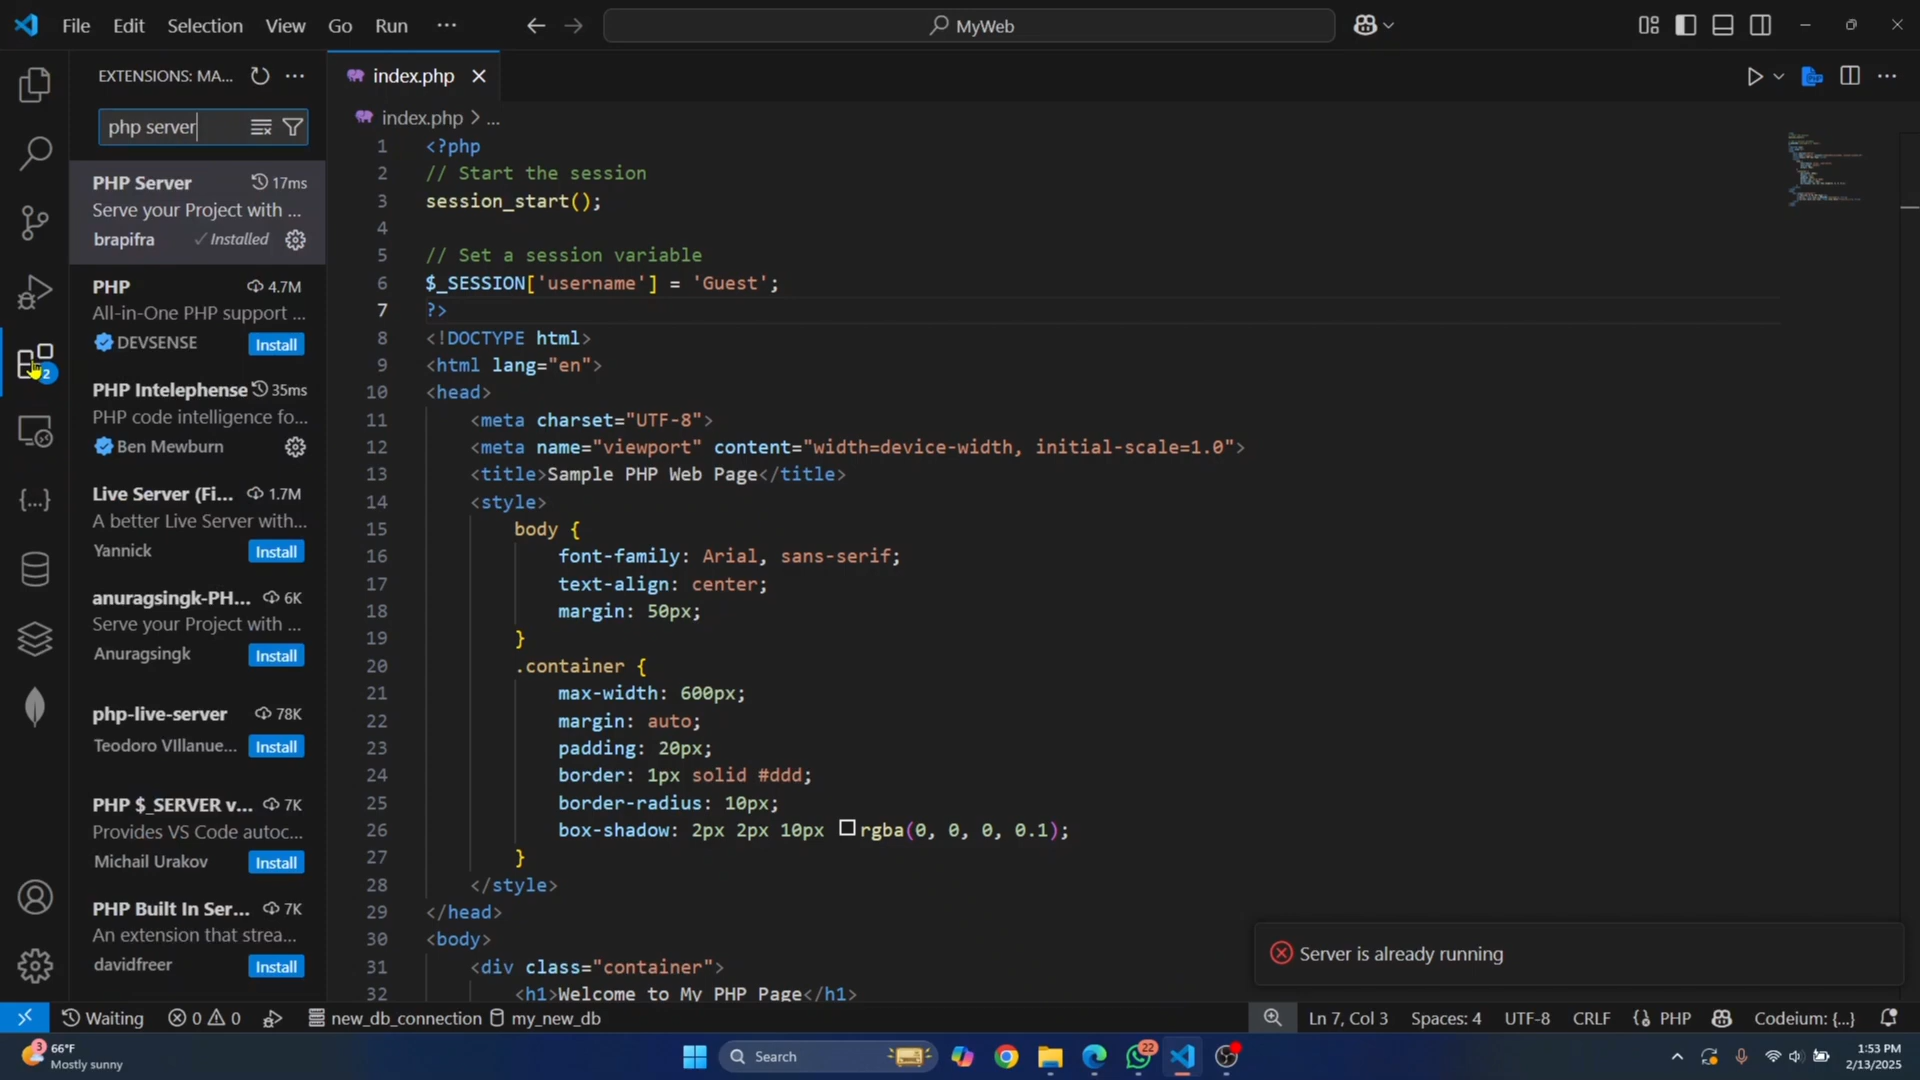 File Edit Selection View Go Run ···
MyWeb
EXTENSIONS: MA... ···
php server
PHP Server 17ms
Serve your Project with ...
brapifra ✓Installed
PHP 4.7M
All-in-One PHP support ...
DEVSENSE Install
PHP Intelephense 35ms
PHP code intelligence fo...
Ben Mewburn
Live Server (Fi... 1.7M
A better Live Server with...
Yannick Install
anuragsingk-PH... 6K
Serve your Project with ...
Anuragsingk Install
php-live-server 78K
Teodoro VIllanue... Install
PHP $_SERVER v... 7K
Provides VS Code autoc...
Michail Urakov Install
PHP Built In Ser... 7K
An extension that strea...
davidfreer Install
2
index.php
index.php > ...
1 <?php
2 // Start the session
3 session_start();
4
5 // Set a session variable
6 $_SESSION['username'] = 'Guest';
7 ?>
8 <!DOCTYPE html>
9 <html lang="en">
10 <head>
11 <meta charset="UTF-8">
12 <meta name="viewport" content="width=device-width, initial-scale=1.0">
13 <title>Sample PHP Web Page</title>
14 <style>
15 body {
16 font-family: Arial, sans-serif;
17 text-align: center;
18 margin: 50px;
19 }
20 .container {
21 max-width: 600px;
22 margin: auto;
23 padding: 20px;
24 border: 1px solid #ddd;
25 border-radius: 10px;
26 box-shadow: 2px 2px 10px rgba(0, 0, 0, 0.1);
27 }
28 </style>
29 </head>
30 <body>
31 <div class="container">
32 <h1>Welcome to My PHP Page</h1>
Server is already running
Waiting 0 0 new_db_connection my_new_db
Ln 7, Col 3 Spaces: 4 UTF-8 CRLF PHP Codeium: {...}
3
66°F
Mostly sunny
Search
22
1:53 PM
2/13/2025